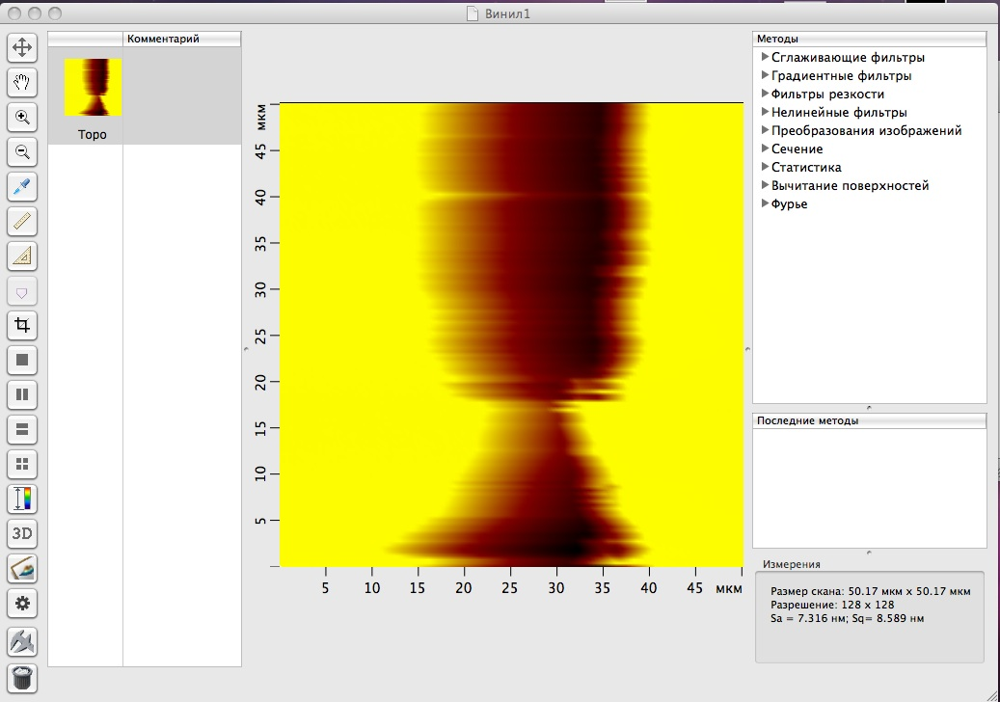 Винил1
Комментарий
Topo
мкм
45
40
35
30
25
20
15
10
5
5
10
15
20
25
30
35
40
45
мкм
Методы
Сглаживающие фильтры
Градиентные фильтры
Фильтры резкости
Нелинейные фильтры
Преобразования изображений
Сечение
Статистика
Вычитание поверхностей
Фурье
Последние методы
Измерения
Размер скана: 50.17 мкм x 50.17 мкм
Разрешение: 128 x 128
Sa = 7.316 нм; Sq= 8.589 нм
3D